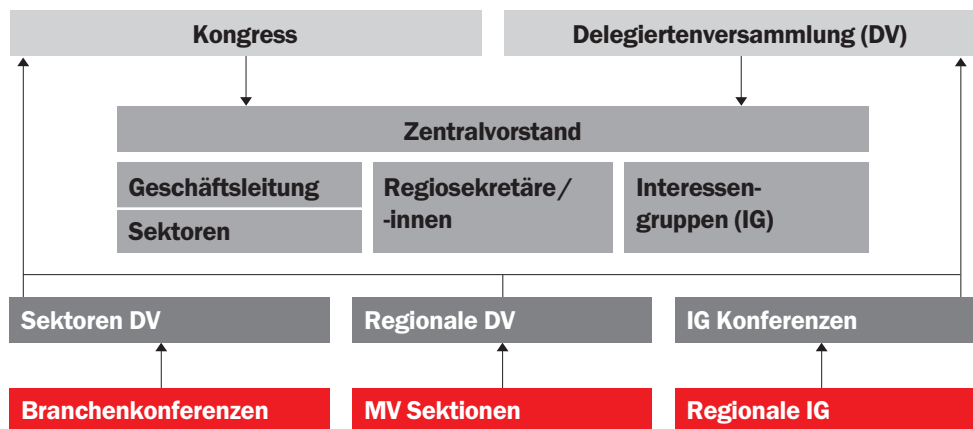 Kongress
Delegiertenversammlung (DV)
Zentralvorstand
Geschäftsleitung
Sektoren
Regiosekretäre/
-innen
Interessen-
gruppen (IG)
Sektoren DV
Regionale DV
IG Konferenzen
Branchenkonferenzen
MV Sektionen
Regionale IG